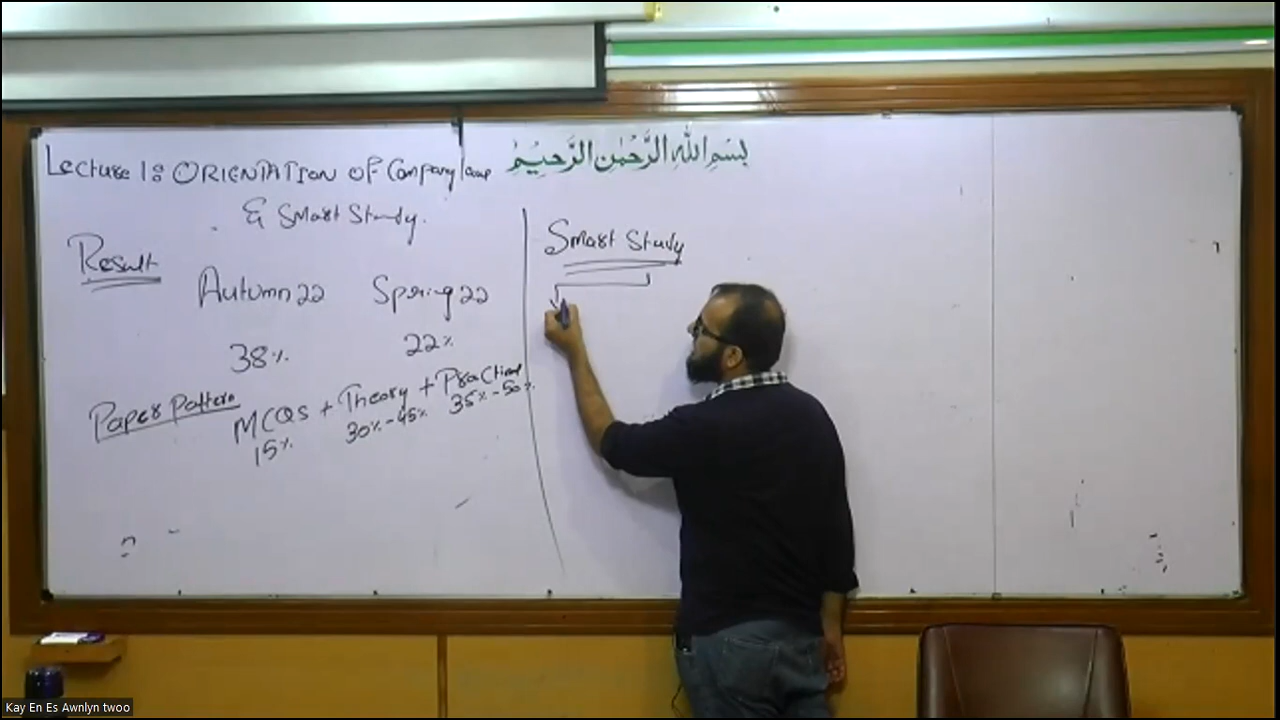 Lecture 1: ORIENTATION OF Company law
بِسْمِ اللهِ الرَّحْمٰنِ الرَّحِيْمِ
& Smart Study.
Result
Autumn 22 Spring 22
38% 22%
Paper Pattern
MCQS + Theory + Practical
15% 30% - 45% 35% - 50%
Smart Study
Kay En Es Awnlyn twoo